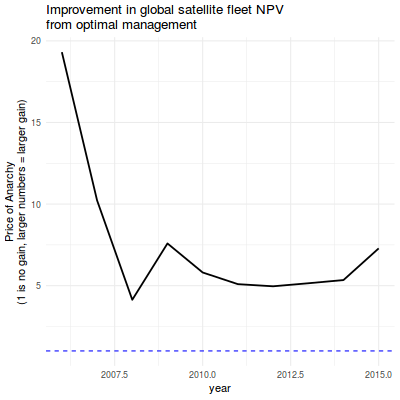 Improvement in global satellite fleet NPV
from optimal management
Price of Anarchy
(1 is no gain, larger numbers = larger gain)
20
15
10
5
2007.5
2010.0
2012.5
2015.0
year